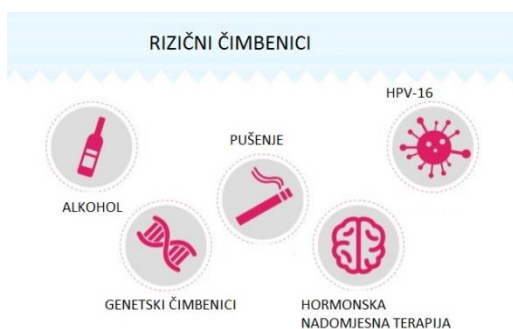 RIZIČNI ČIMBENICI
HPV-16
PUŠENJE
ALKOHOL
GENETSKI ČIMBENICI
HORMONSKA
NADOMJESNA TERAPIJA